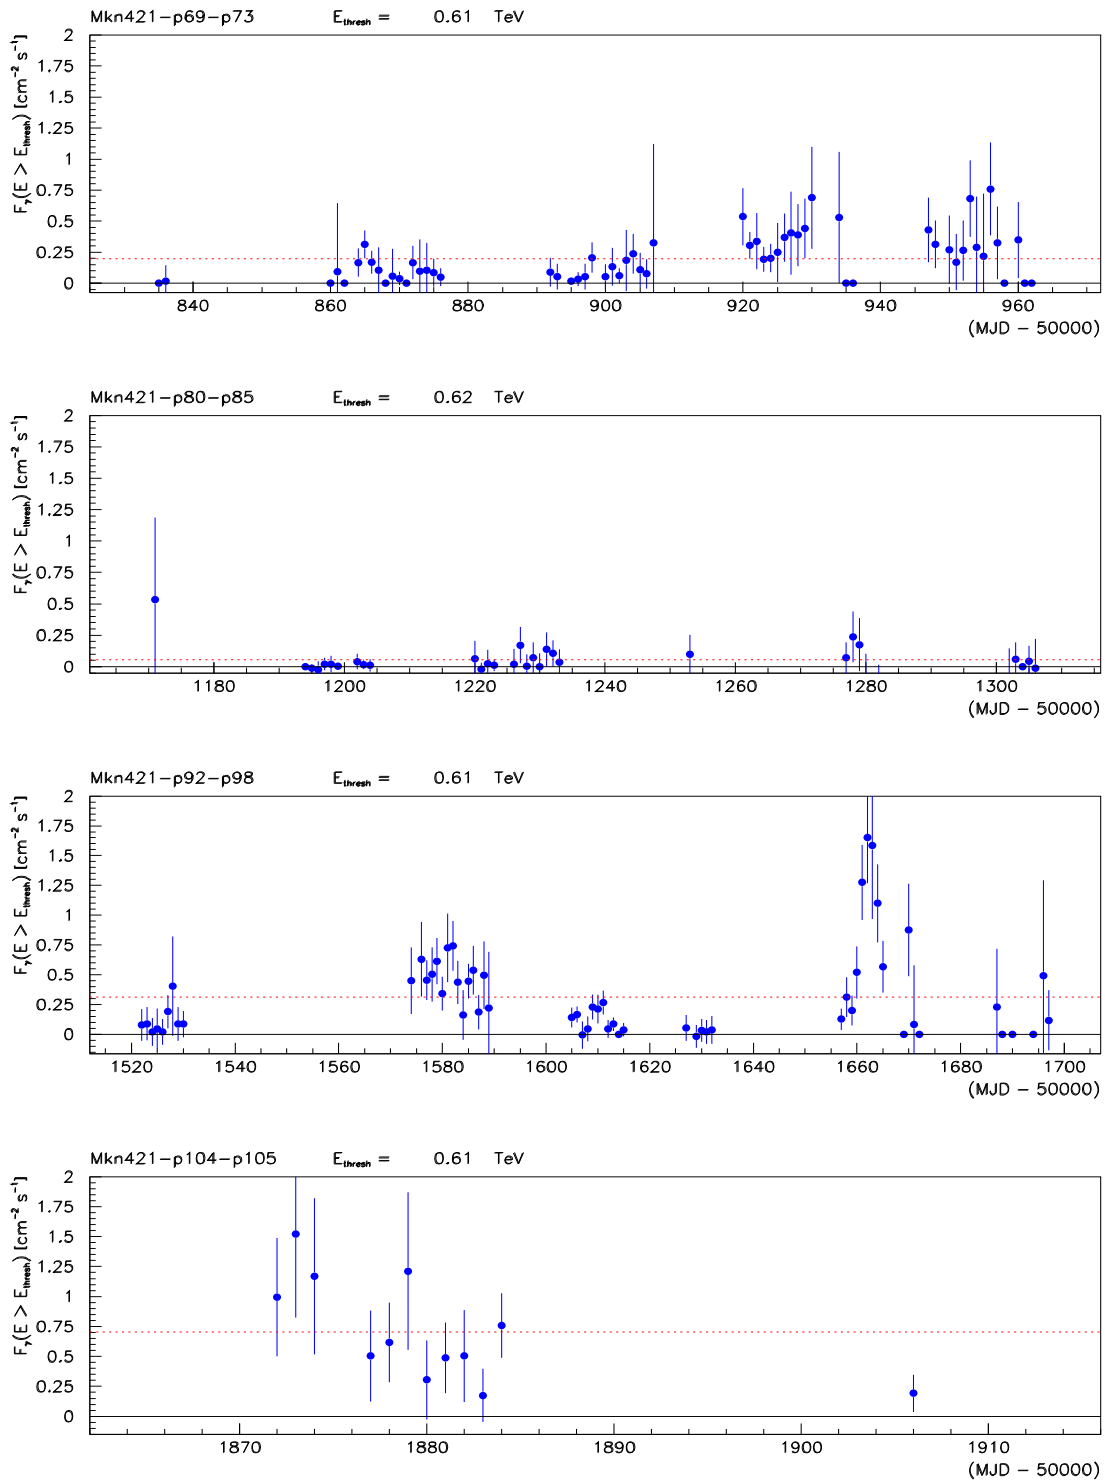 Mkn421-p69-p73 E_thresh = 0.61 TeV
F_γ(E > E_thresh) [cm^-2 s^-1]
2
1.75
1.5
1.25
1
0.75
0.5
0.25
0
840 860 880 900 920 940 960
(MJD - 50000)
Mkn421-p80-p85 E_thresh = 0.62 TeV
F_γ(E > E_thresh) [cm^-2 s^-1]
2
1.75
1.5
1.25
1
0.75
0.5
0.25
0
1180 1200 1220 1240 1260 1280 1300
(MJD - 50000)
Mkn421-p92-p98 E_thresh = 0.61 TeV
F_γ(E > E_thresh) [cm^-2 s^-1]
2
1.75
1.5
1.25
1
0.75
0.5
0.25
0
1520 1540 1560 1580 1600 1620 1640 1660 1680 1700
(MJD - 50000)
Mkn421-p104-p105 E_thresh = 0.61 TeV
F_γ(E > E_thresh) [cm^-2 s^-1]
2
1.75
1.5
1.25
1
0.75
0.5
0.25
0
1870 1880 1890 1900 1910
(MJD - 50000)